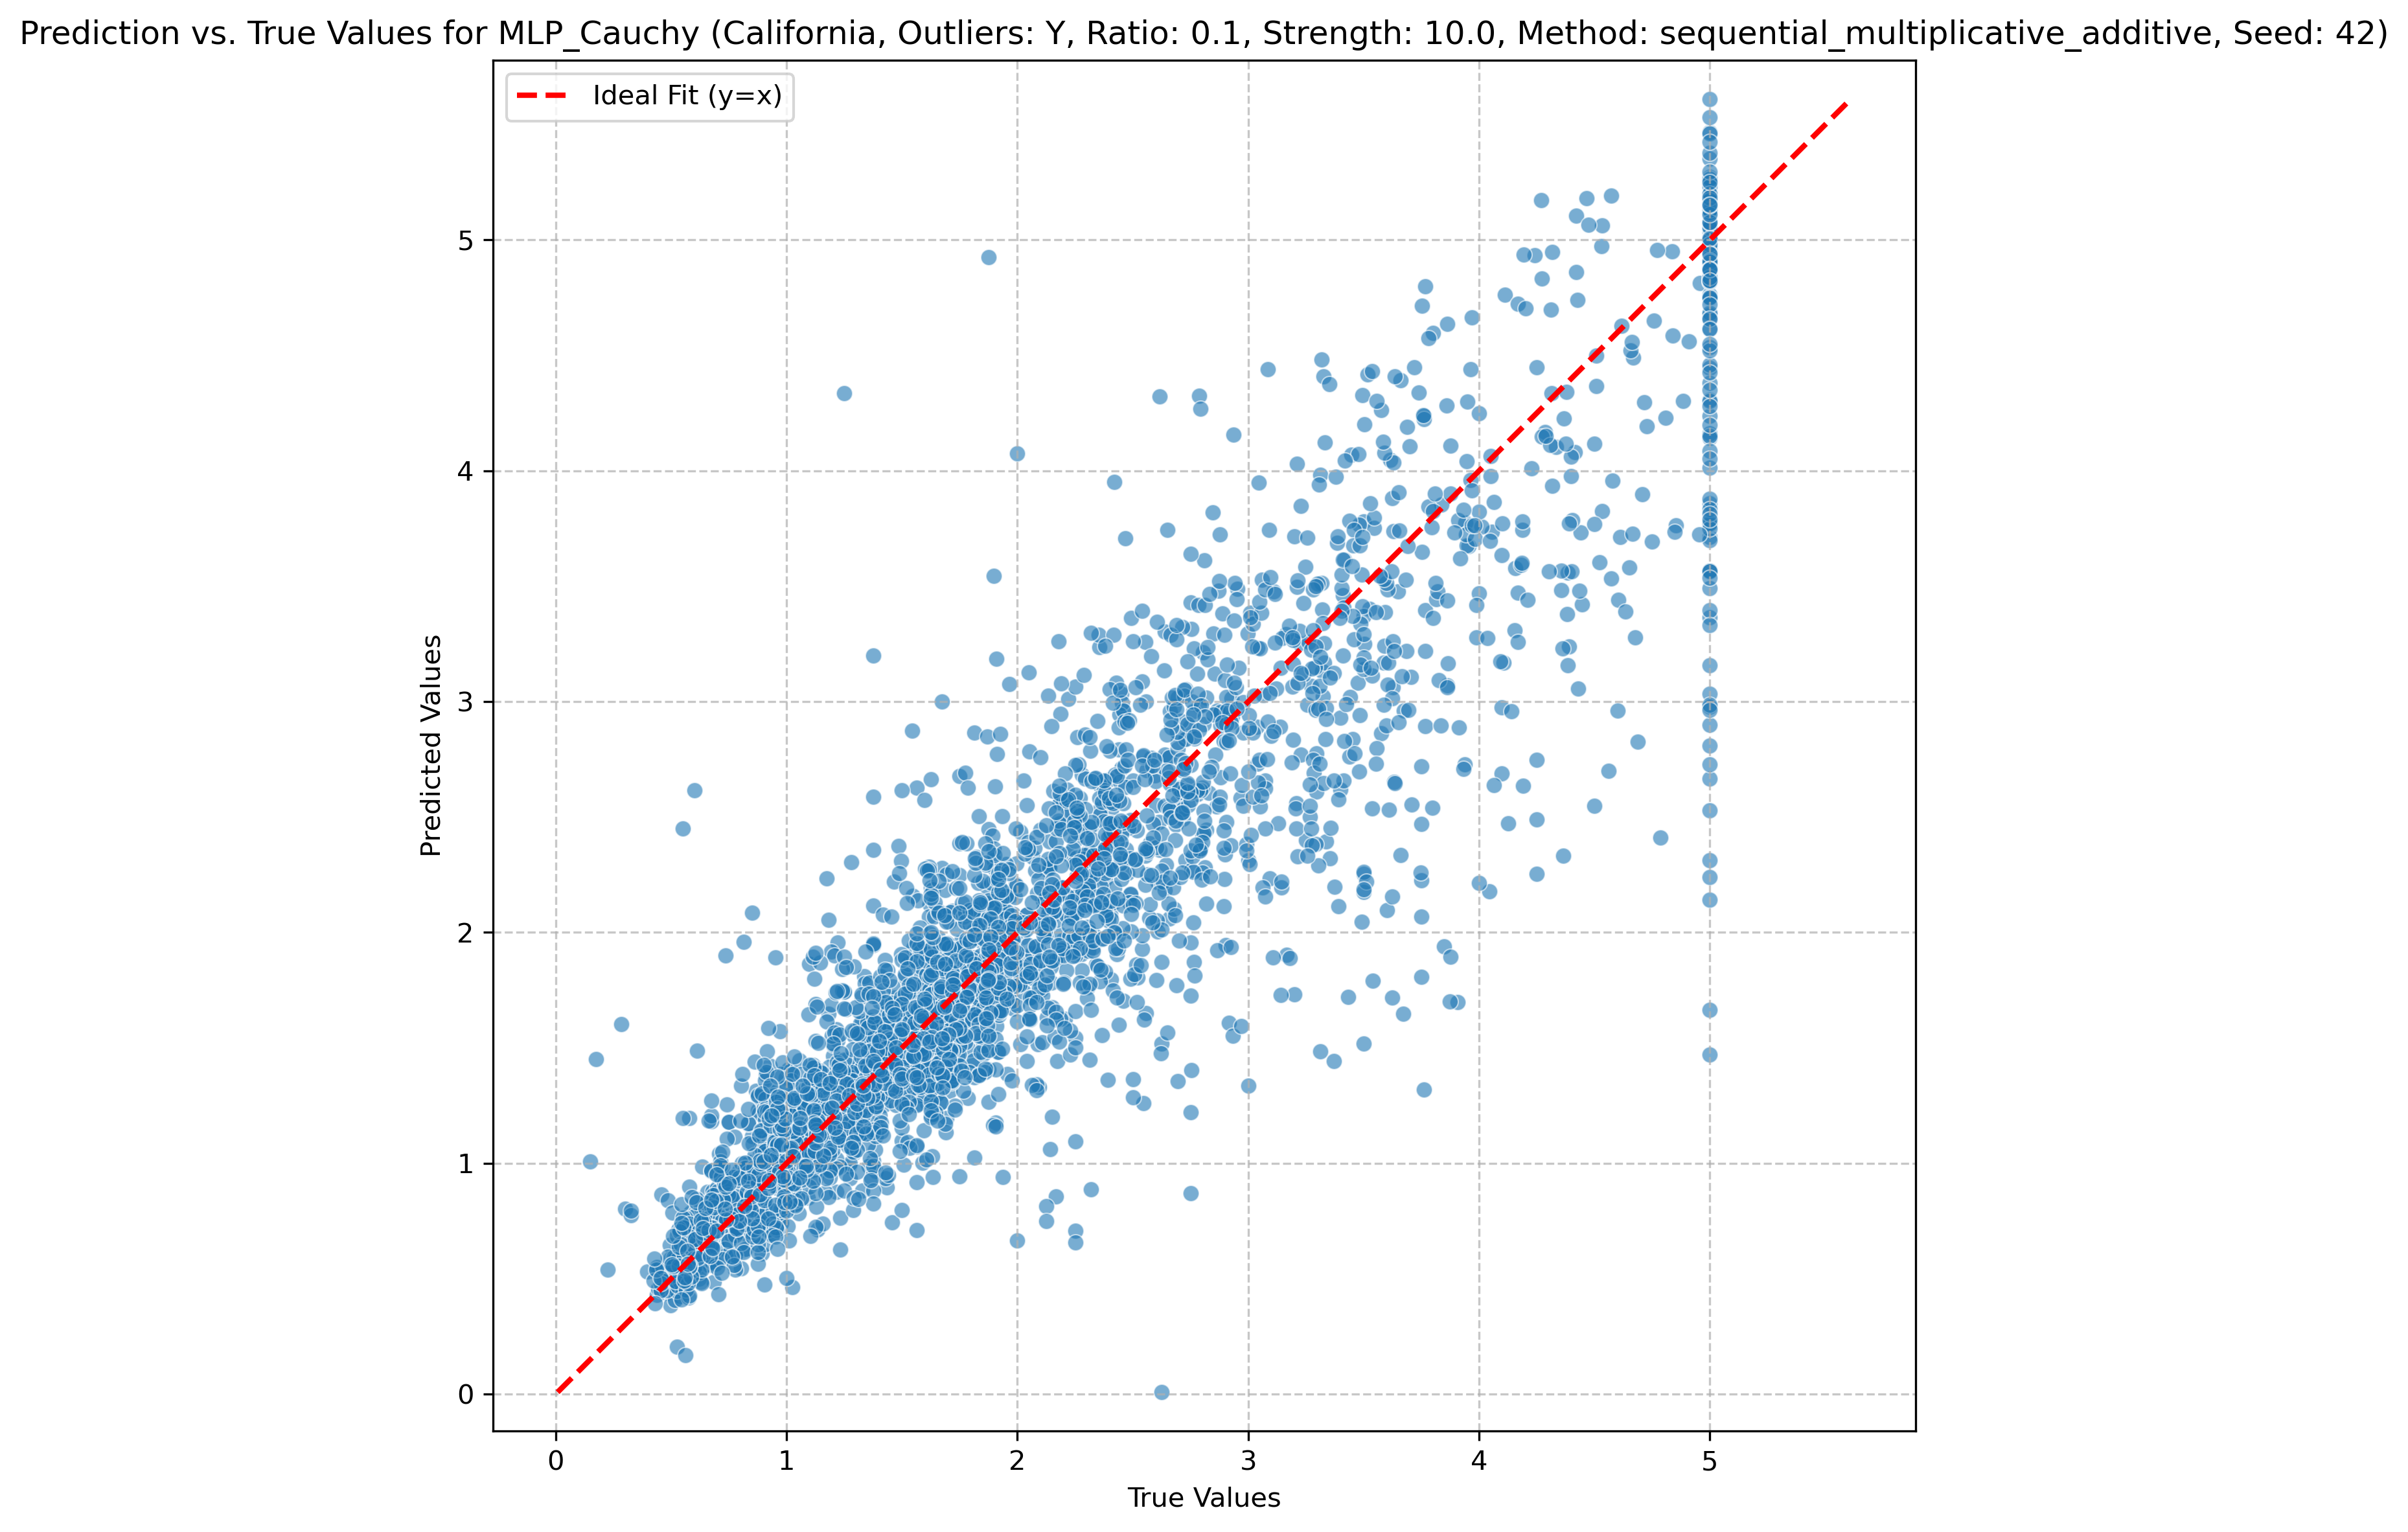 Prediction vs. True Values for MLP_Cauchy (California, Outliers: Y, Ratio: 0.1, Strength: 10.0, Method: sequential_multiplicative_additive, Seed: 42)
Ideal Fit (y=x)
Predicted Values
5
4
3
2
1
0
0 1 2 3 4 5
True Values